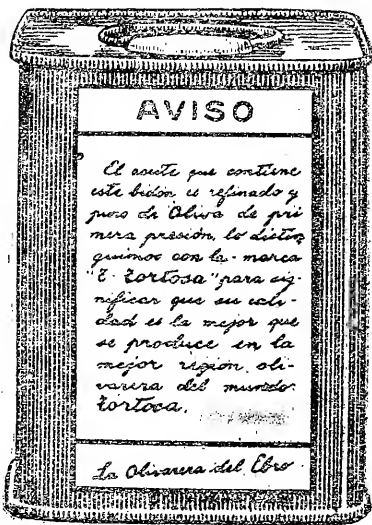 AVISO
El aceite que contiene
este bidón es refinado y
puro de Oliva de pri
mera presión, lo distin
guimos con la marca
"E. Tortosa" para sig-
nificar que su cali-
dad es la mejor que
se produce en la
mejor región oli-
varera del mundo:
Tortosa.
La Olivarera del Ebro